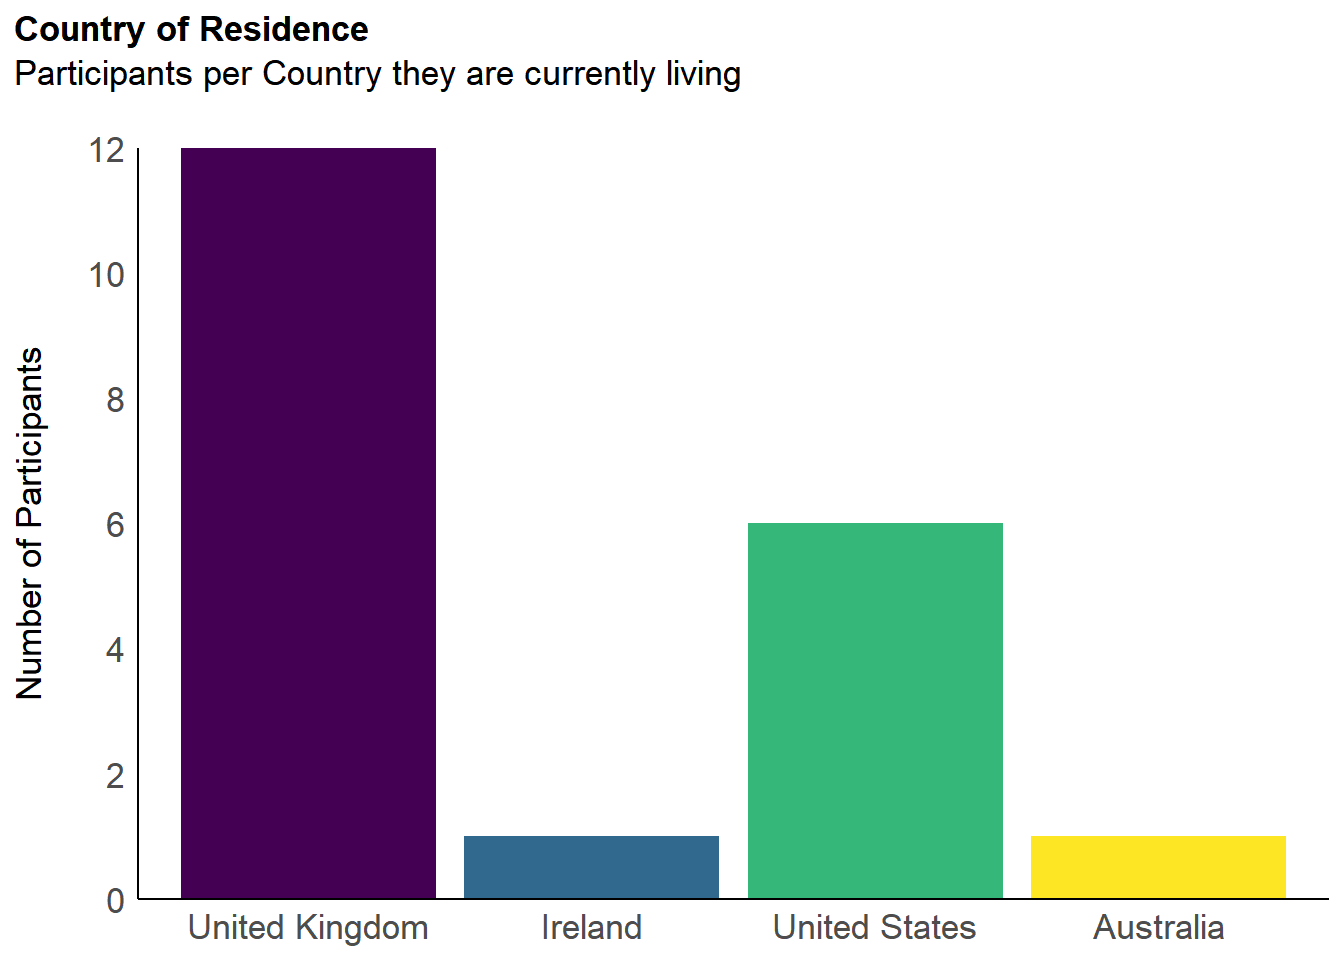 Country of Residence
Participants per Country they are currently living
Number of Participants
12
10
8
6
4
2
0
United Kingdom
Ireland
United States
Australia